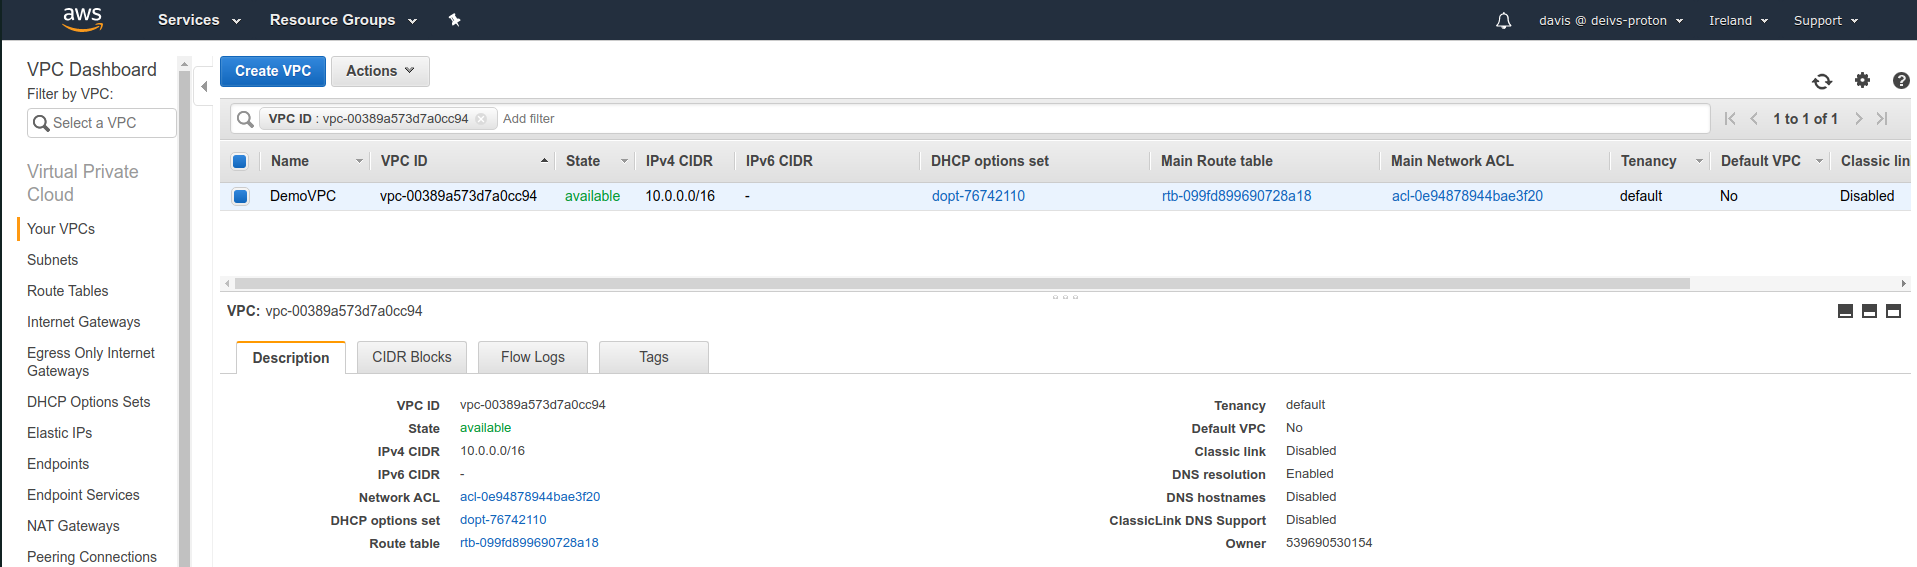 aws Services Resource Groups davis @ deivs-proton Ireland Support
VPC Dashboard
Filter by VPC:
Select a VPC
Virtual Private
Cloud
Your VPCs
Subnets
Route Tables
Internet Gateways
Egress Only Internet
Gateways
DHCP Options Sets
Elastic IPs
Endpoints
Endpoint Services
NAT Gateways
Peering Connections
Create VPC Actions
VPC ID : vpc-00389a573d7a0cc94 Add filter 1 to 1 of 1
Name VPC ID State IPv4 CIDR IPv6 CIDR DHCP options set Main Route table Main Network ACL Tenancy Default VPC Classic lin
DemoVPC vpc-00389a573d7a0cc94 available 10.0.0.0/16 - dopt-76742110 rtb-099fd899690728a18 acl-0e94878944bae3f20 default No Disabled
VPC: vpc-00389a573d7a0cc94
Description CIDR Blocks Flow Logs Tags
VPC ID vpc-00389a573d7a0cc94
State available
IPv4 CIDR 10.0.0.0/16
IPv6 CIDR -
Network ACL acl-0e94878944bae3f20
DHCP options set dopt-76742110
Route table rtb-099fd899690728a18
Tenancy default
Default VPC No
Classic link Disabled
DNS resolution Enabled
DNS hostnames Disabled
ClassicLink DNS Support Disabled
Owner 539690530154